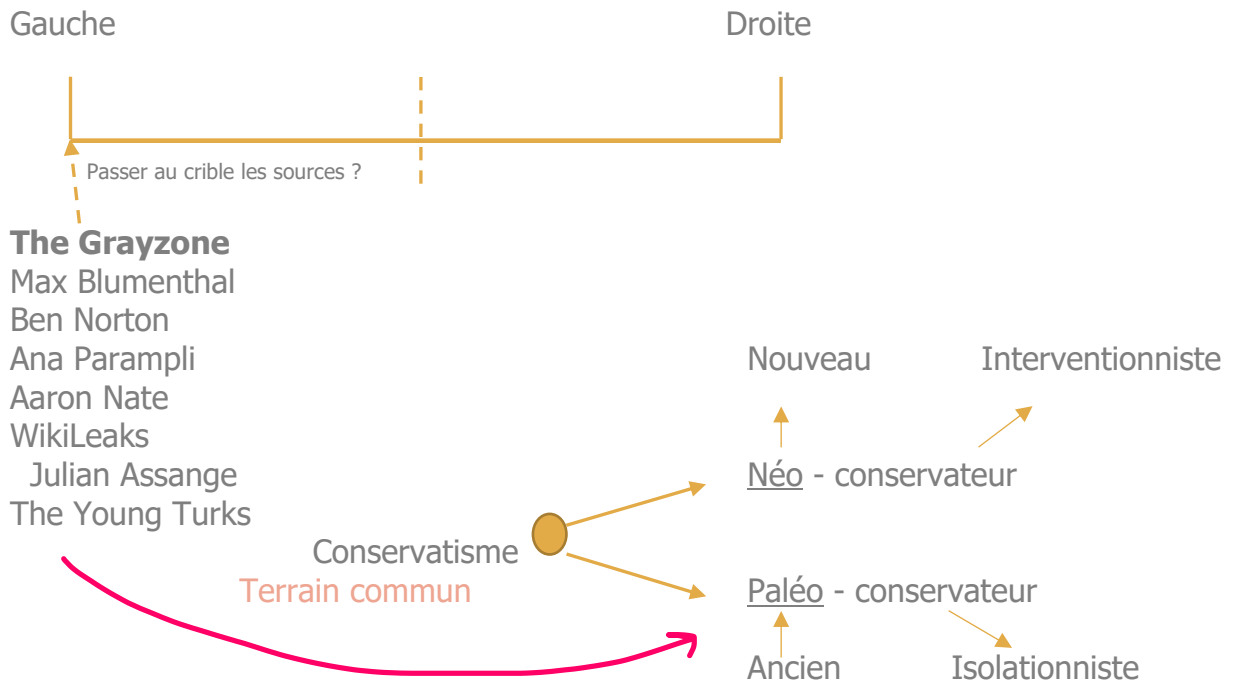 Gauche
Droite
Passer au crible les sources ?
The Grayzone
Max Blumenthal
Ben Norton
Ana Parampli
Aaron Nate
WikiLeaks
Julian Assange
The Young Turks
Conservatisme
Terrain commun
Nouveau
Interventionniste
Néo - conservateur
Paléo - conservateur
Ancien
Isolationniste